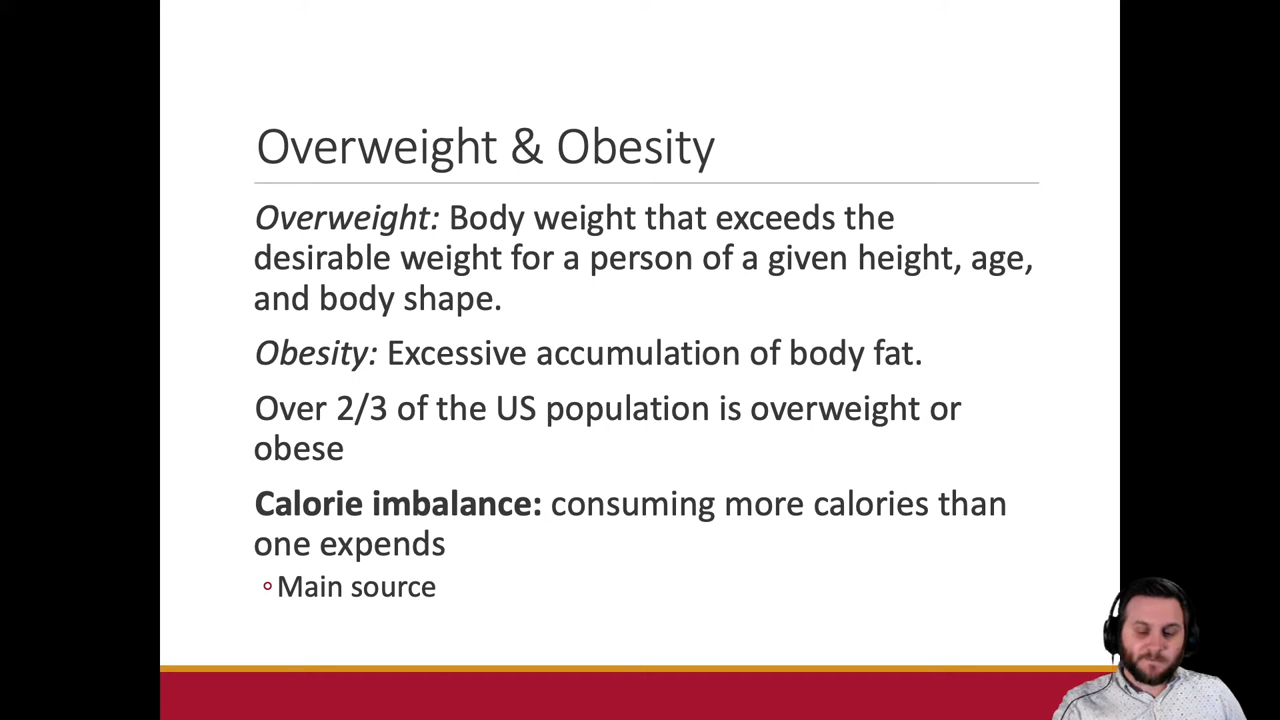 Overweight & Obesity
Overweight: Body weight that exceeds the
desirable weight for a person of a given height, age,
and body shape.
Obesity: Excessive accumulation of body fat.
Over 2/3 of the US population is overweight or
obese
Calorie imbalance: consuming more calories than
one expends
◦Main source